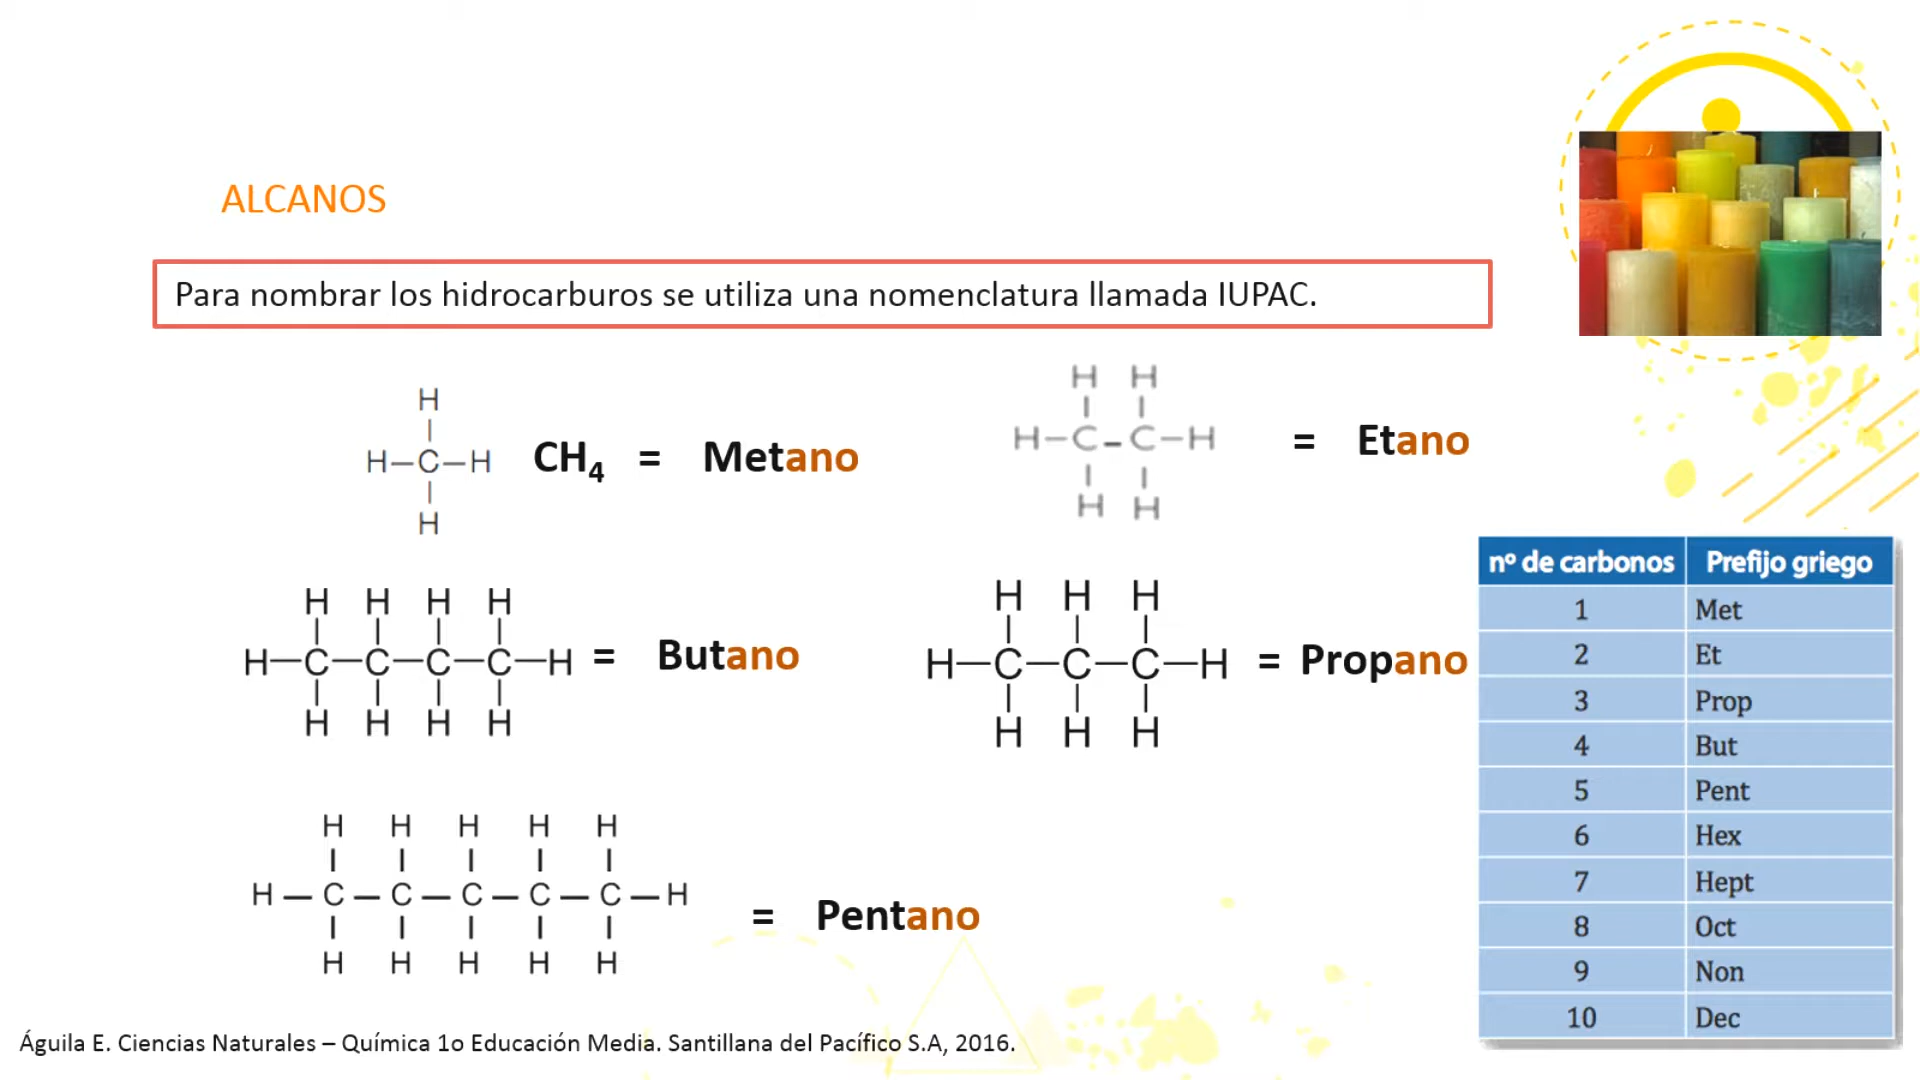 ALCANOS
Para nombrar los hidrocarburos se utiliza una nomenclatura llamada IUPAC.
H
H–C–H
H
CH₄ = Metano
H H
H–C–C–H
H H
= Etano
H H H H
H–C–C–C–C–H
H H H H
= Butano
H H H
H–C–C–C–H
H H H
= Propano
H H H H H
H–C–C–C–C–C–H
H H H H H
= Pentano
nº de carbonos Prefijo griego
1 Met
2 Et
3 Prop
4 But
5 Pent
6 Hex
7 Hept
8 Oct
9 Non
10 Dec
Águila E. Ciencias Naturales – Química 1o Educación Media. Santillana del Pacífico S.A, 2016.